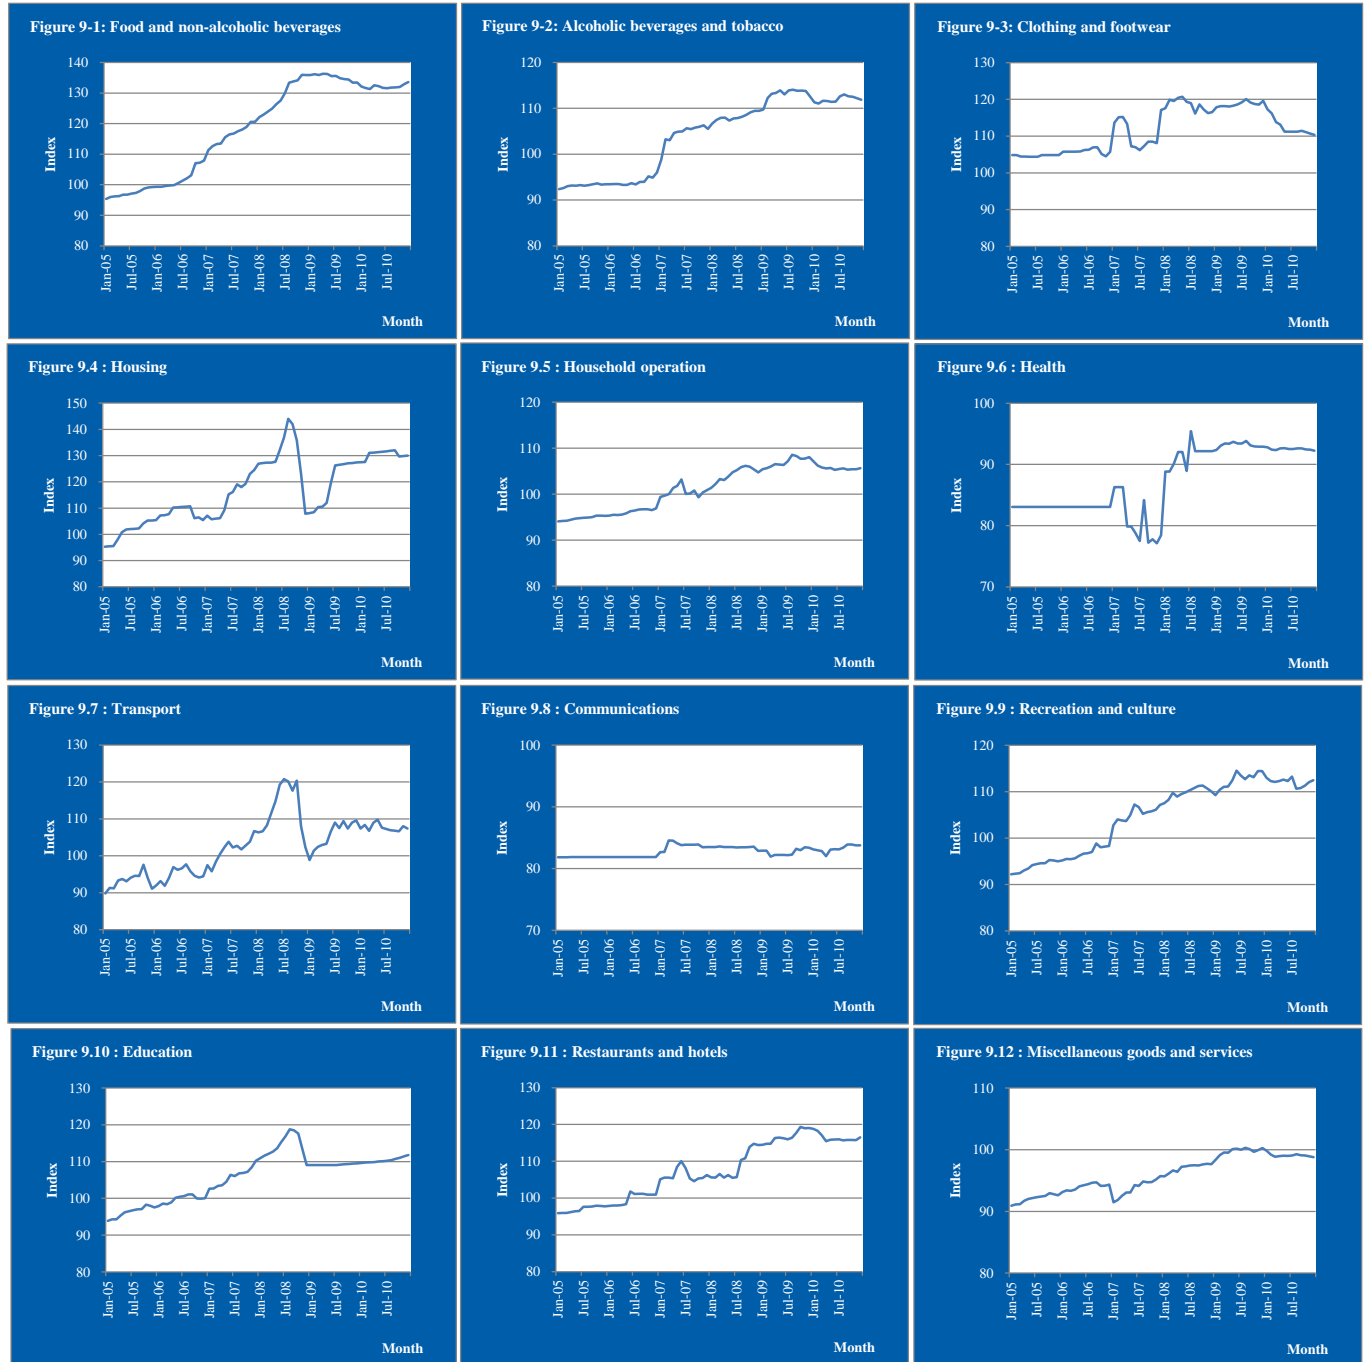 Figure 9-1: Food and non-alcoholic beverages
140
130
120
110
100
90
80
Index
Jan-05
Jul-05
Jan-06
Jul-06
Jan-07
Jul-07
Jan-08
Jul-08
Jan-09
Jul-09
Jan-10
Jul-10
Month
Figure 9-2: Alcoholic beverages and tobacco
120
110
100
90
80
Index
Jan-05
Jul-05
Jan-06
Jul-06
Jan-07
Jul-07
Jan-08
Jul-08
Jan-09
Jul-09
Jan-10
Jul-10
Month
Figure 9-3: Clothing and footwear
130
120
110
100
90
80
Index
Jan-05
Jul-05
Jan-06
Jul-06
Jan-07
Jul-07
Jan-08
Jul-08
Jan-09
Jul-09
Jan-10
Jul-10
Month
Figure 9.4 : Housing
150
140
130
120
110
100
90
80
Index
Jan-05
Jul-05
Jan-06
Jul-06
Jan-07
Jul-07
Jan-08
Jul-08
Jan-09
Jul-09
Jan-10
Jul-10
Month
Figure 9.5 : Household operation
120
110
100
90
80
Index
Jan-05
Jul-05
Jan-06
Jul-06
Jan-07
Jul-07
Jan-08
Jul-08
Jan-09
Jul-09
Jan-10
Jul-10
Month
Figure 9.6 : Health
100
90
80
70
Index
Jan-05
Jul-05
Jan-06
Jul-06
Jan-07
Jul-07
Jan-08
Jul-08
Jan-09
Jul-09
Jan-10
Jul-10
Month
Figure 9.7 : Transport
130
120
110
100
90
80
Index
Jan-05
Jul-05
Jan-06
Jul-06
Jan-07
Jul-07
Jan-08
Jul-08
Jan-09
Jul-09
Jan-10
Jul-10
Month
Figure 9.8 : Communications
100
90
80
70
Index
Jan-05
Jul-05
Jan-06
Jul-06
Jan-07
Jul-07
Jan-08
Jul-08
Jan-09
Jul-09
Jan-10
Jul-10
Month
Figure 9.9 : Recreation and culture
120
110
100
90
80
Index
Jan-05
Jul-05
Jan-06
Jul-06
Jan-07
Jul-07
Jan-08
Jul-08
Jan-09
Jul-09
Jan-10
Jul-10
Month
Figure 9.10 : Education
130
120
110
100
90
80
Index
Jan-05
Jul-05
Jan-06
Jul-06
Jan-07
Jul-07
Jan-08
Jul-08
Jan-09
Jul-09
Jan-10
Jul-10
Month
Figure 9.11 : Restaurants and hotels
130
120
110
100
90
80
Index
Jan-05
Jul-05
Jan-06
Jul-06
Jan-07
Jul-07
Jan-08
Jul-08
Jan-09
Jul-09
Jan-10
Jul-10
Month
Figure 9.12 : Miscellaneous goods and services
110
100
90
80
Index
Jan-05
Jul-05
Jan-06
Jul-06
Jan-07
Jul-07
Jan-08
Jul-08
Jan-09
Jul-09
Jan-10
Jul-10
Month